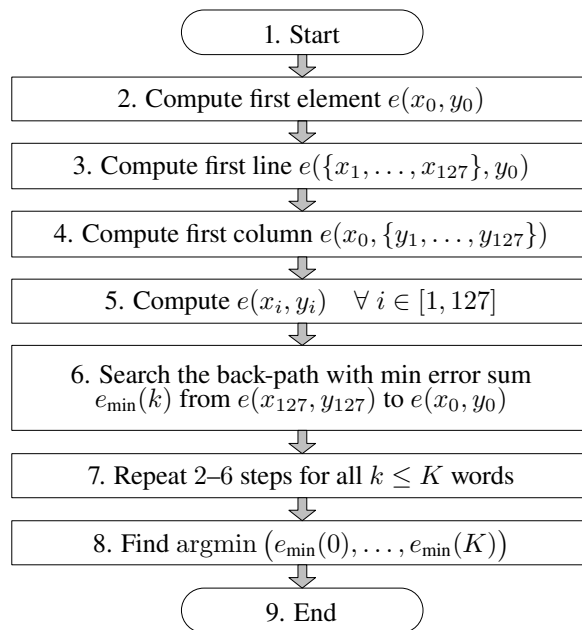 1. Start
2. Compute first element e(x₀, y₀)
3. Compute first line e({x₁, . . . , x₁₂₇}, y₀)
4. Compute first column e(x₀, {y₁, . . . , y₁₂₇})
5. Compute e(xᵢ, yᵢ) ∀ i ∈ [1, 127]
6. Search the back-path with min error sum
eₘᵢₙ(k) from e(x₁₂₇, y₁₂₇) to e(x₀, y₀)
7. Repeat 2–6 steps for all k ≤ K words
8. Find argmin (eₘᵢₙ(0), . . . , eₘᵢₙ(K))
9. End